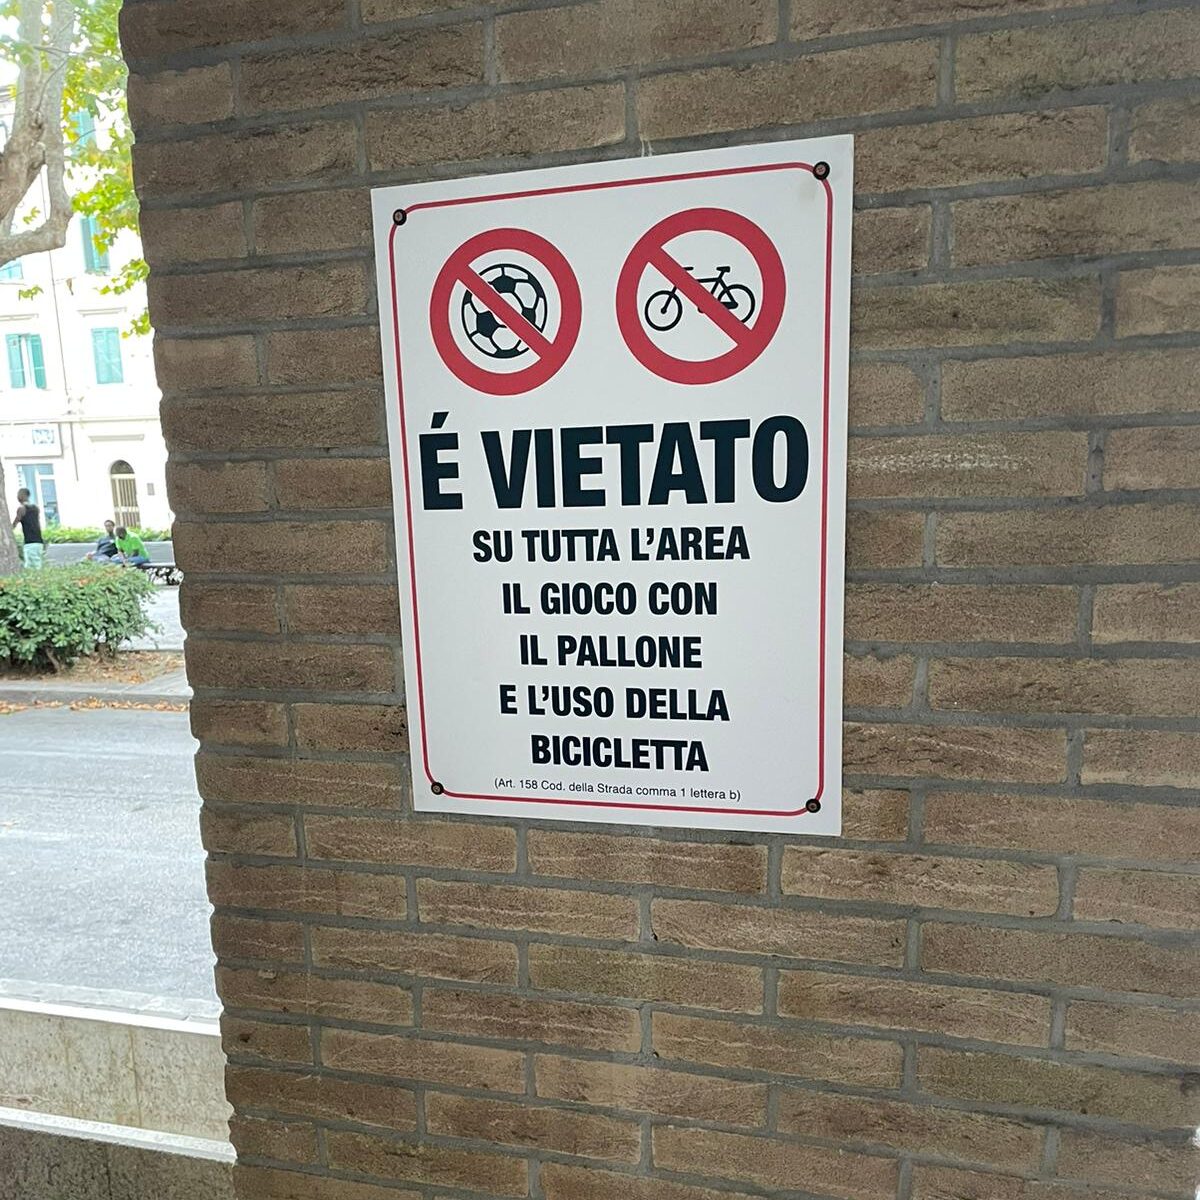 É VIETATO
SU TUTTA L'AREA
IL GIOCO CON
IL PALLONE
E L'USO DELLA
BICICLETTA
(Art. 158 Cod. della Strada comma 1 lettera b)